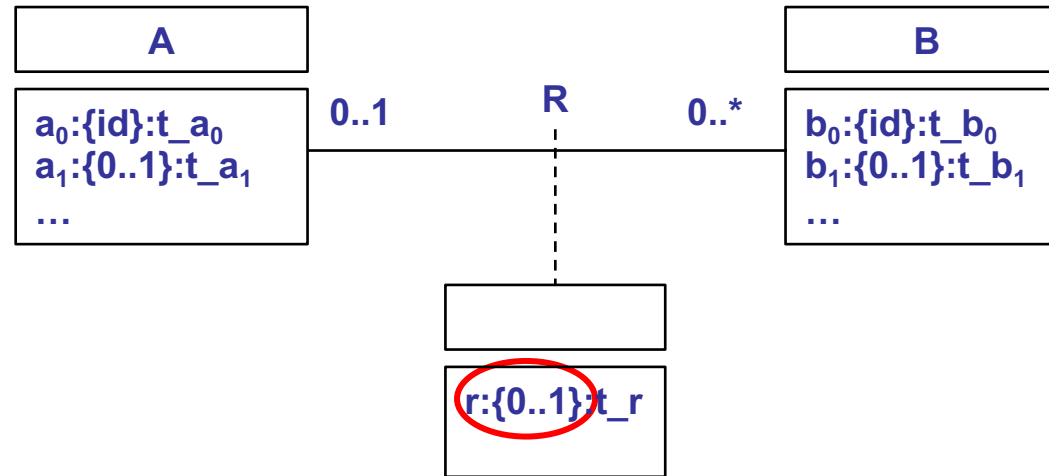 A
a₀:{id}:t_a₀
a₁:{0..1}:t_a₁
…
0..1
R
0..*
B
b₀:{id}:t_b₀
b₁:{0..1}:t_b₁
…
r:{0..1}:t_r